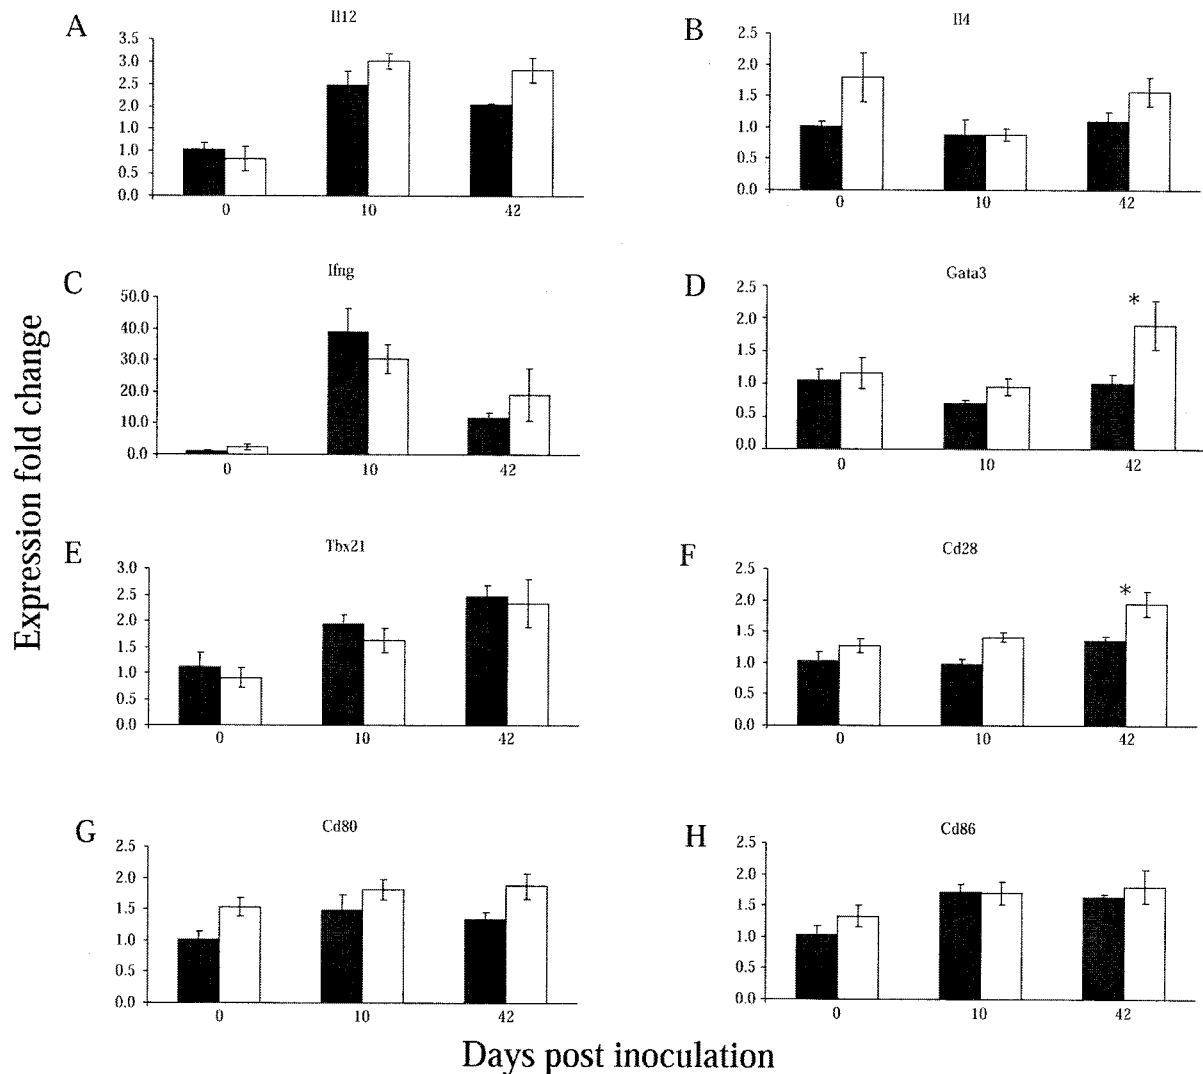 Expression fold change
A
Il12
3.5
3.0
2.5
2.0
1.0
1.0
0.5
0.0
0 10 42
B
Il4
2.5
2.0
1.5
1.0
0.5
0.0
0 10 42
C
Ifng
50.0
40.0
30.0
20.0
10.0
0.0
0 10 42
D
Gata3
2.5
2.0
1.5
1.0
0.5
0.0
*
0 10 42
E
Tbx21
3.0
2.5
2.0
1.5
1.0
0.5
0.0
0 10 42
F
Cd28
2.5
2.0
1.5
1.0
0.5
0.0
*
0 10 42
G
Cd80
2.5
2.0
1.5
1.0
0.5
0.0
0 10 42
H
Cd86
2.5
2.0
1.5
1.0
0.5
0.0
0 10 42
Days post inoculation